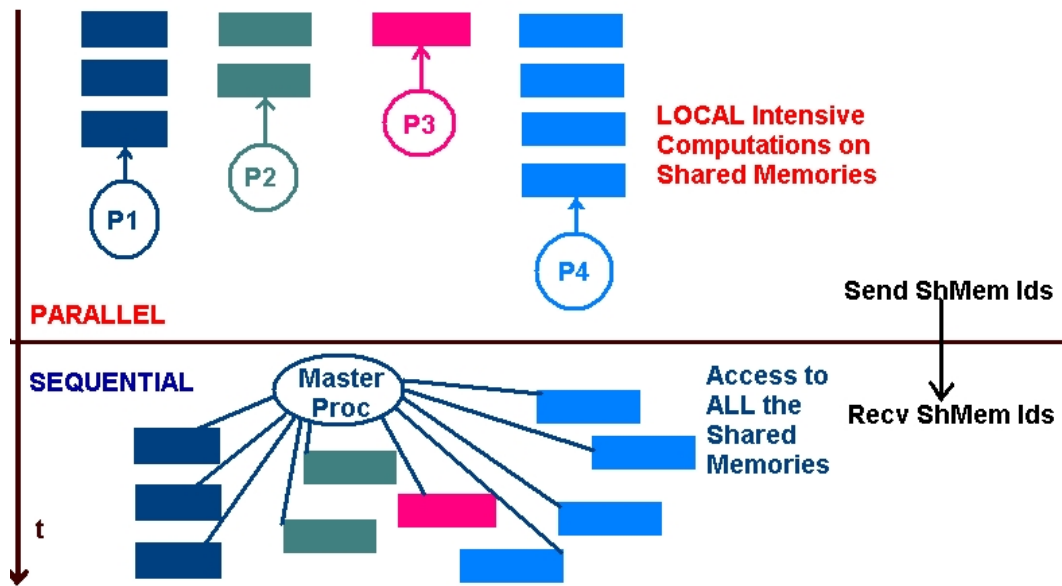 P1
P2
P3
P4
LOCAL Intensive
Computations on
Shared Memories
Send ShMem Ids
PARALLEL
SEQUENTIAL
Master
Proc
Access to
ALL the
Shared
Memories
Recv ShMem Ids
t